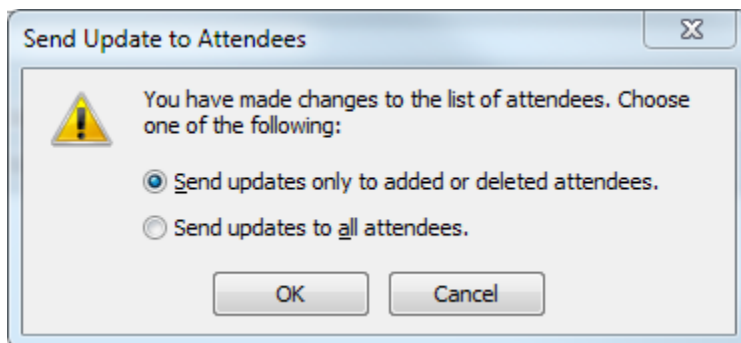 Send Update to Attendees
You have made changes to the list of attendees. Choose
one of the following:
Send updates only to added or deleted attendees.
Send updates to all attendees.
OK
Cancel